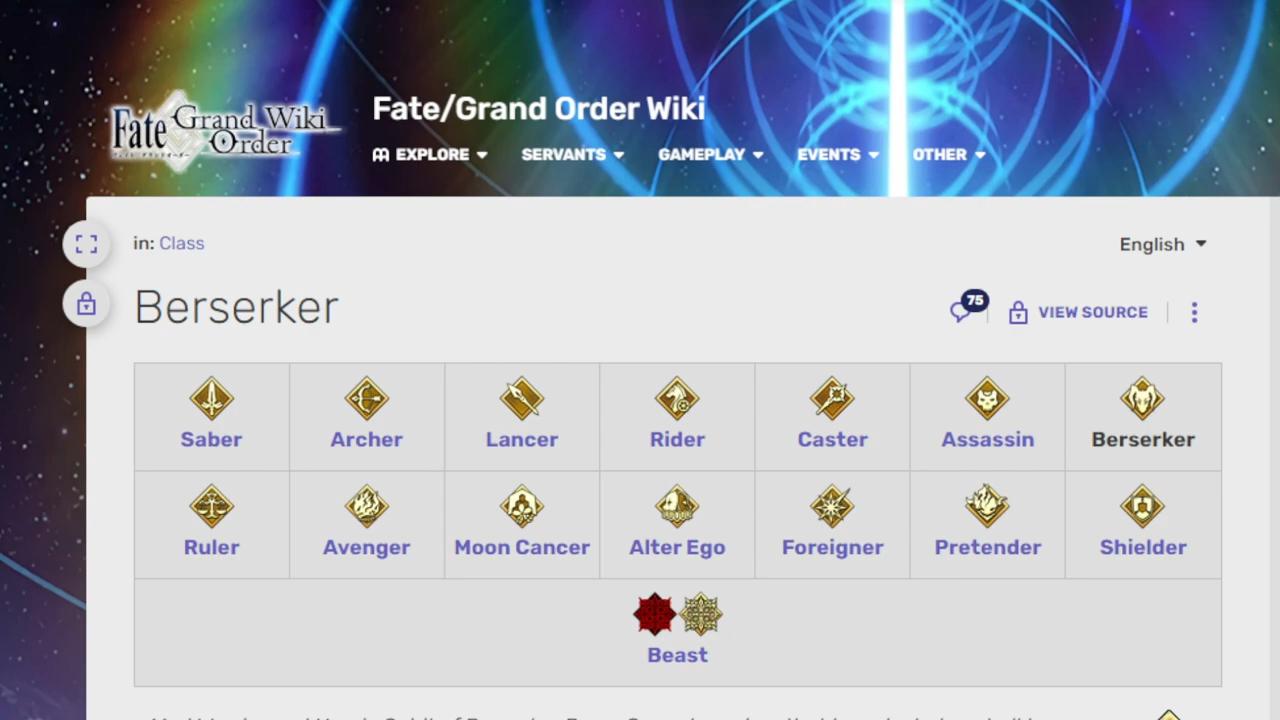 Fate Grand Order Wiki
Fate/Grand Order Wiki
EXPLORE SERVANTS GAMEPLAY EVENTS OTHER
in: Class
English
Berserker
75
VIEW SOURCE
Saber Archer Lancer Rider Caster Assassin Berserker
Ruler Avenger Moon Cancer Alter Ego Foreigner Pretender Shielder
Beast